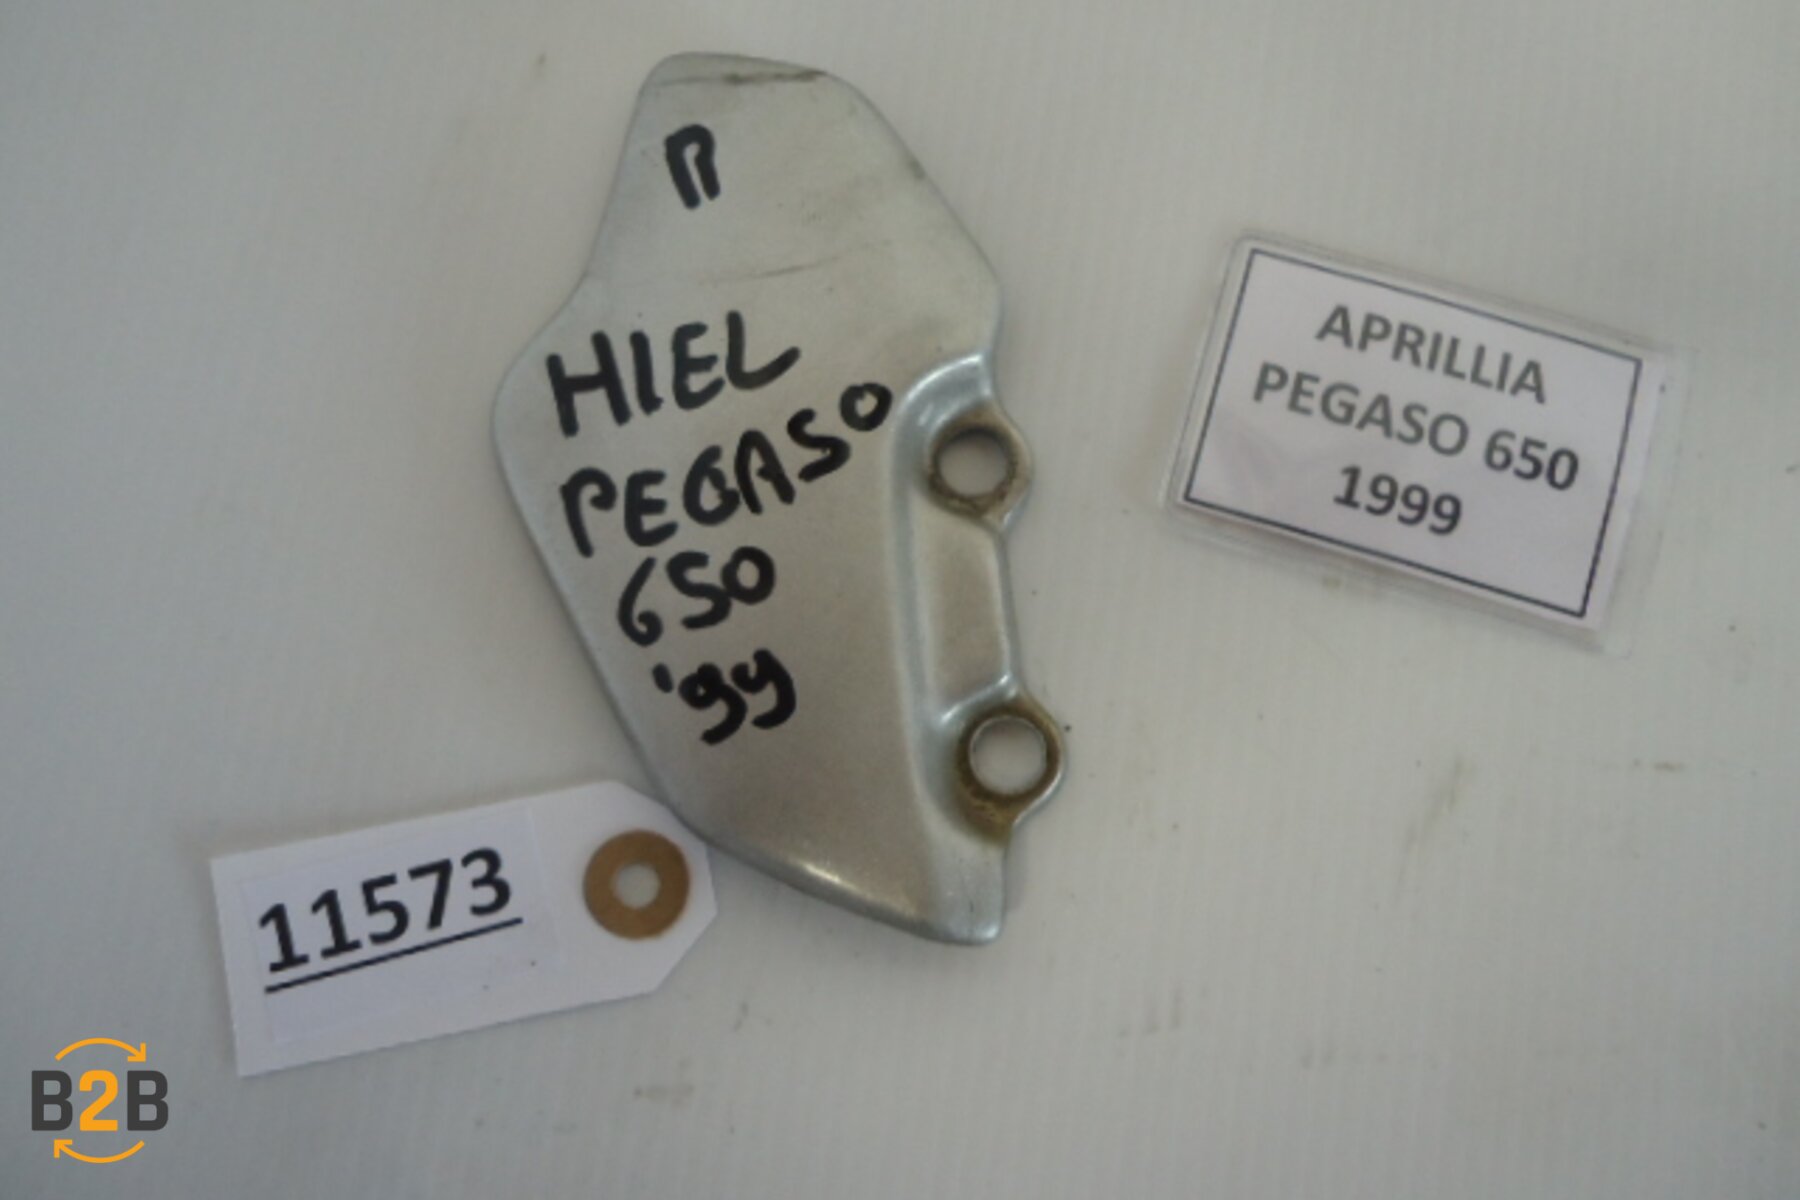 R
HIEL
PEGASO
650
'99
APRILLIA
PEGASO 650
1999
11573
B2B